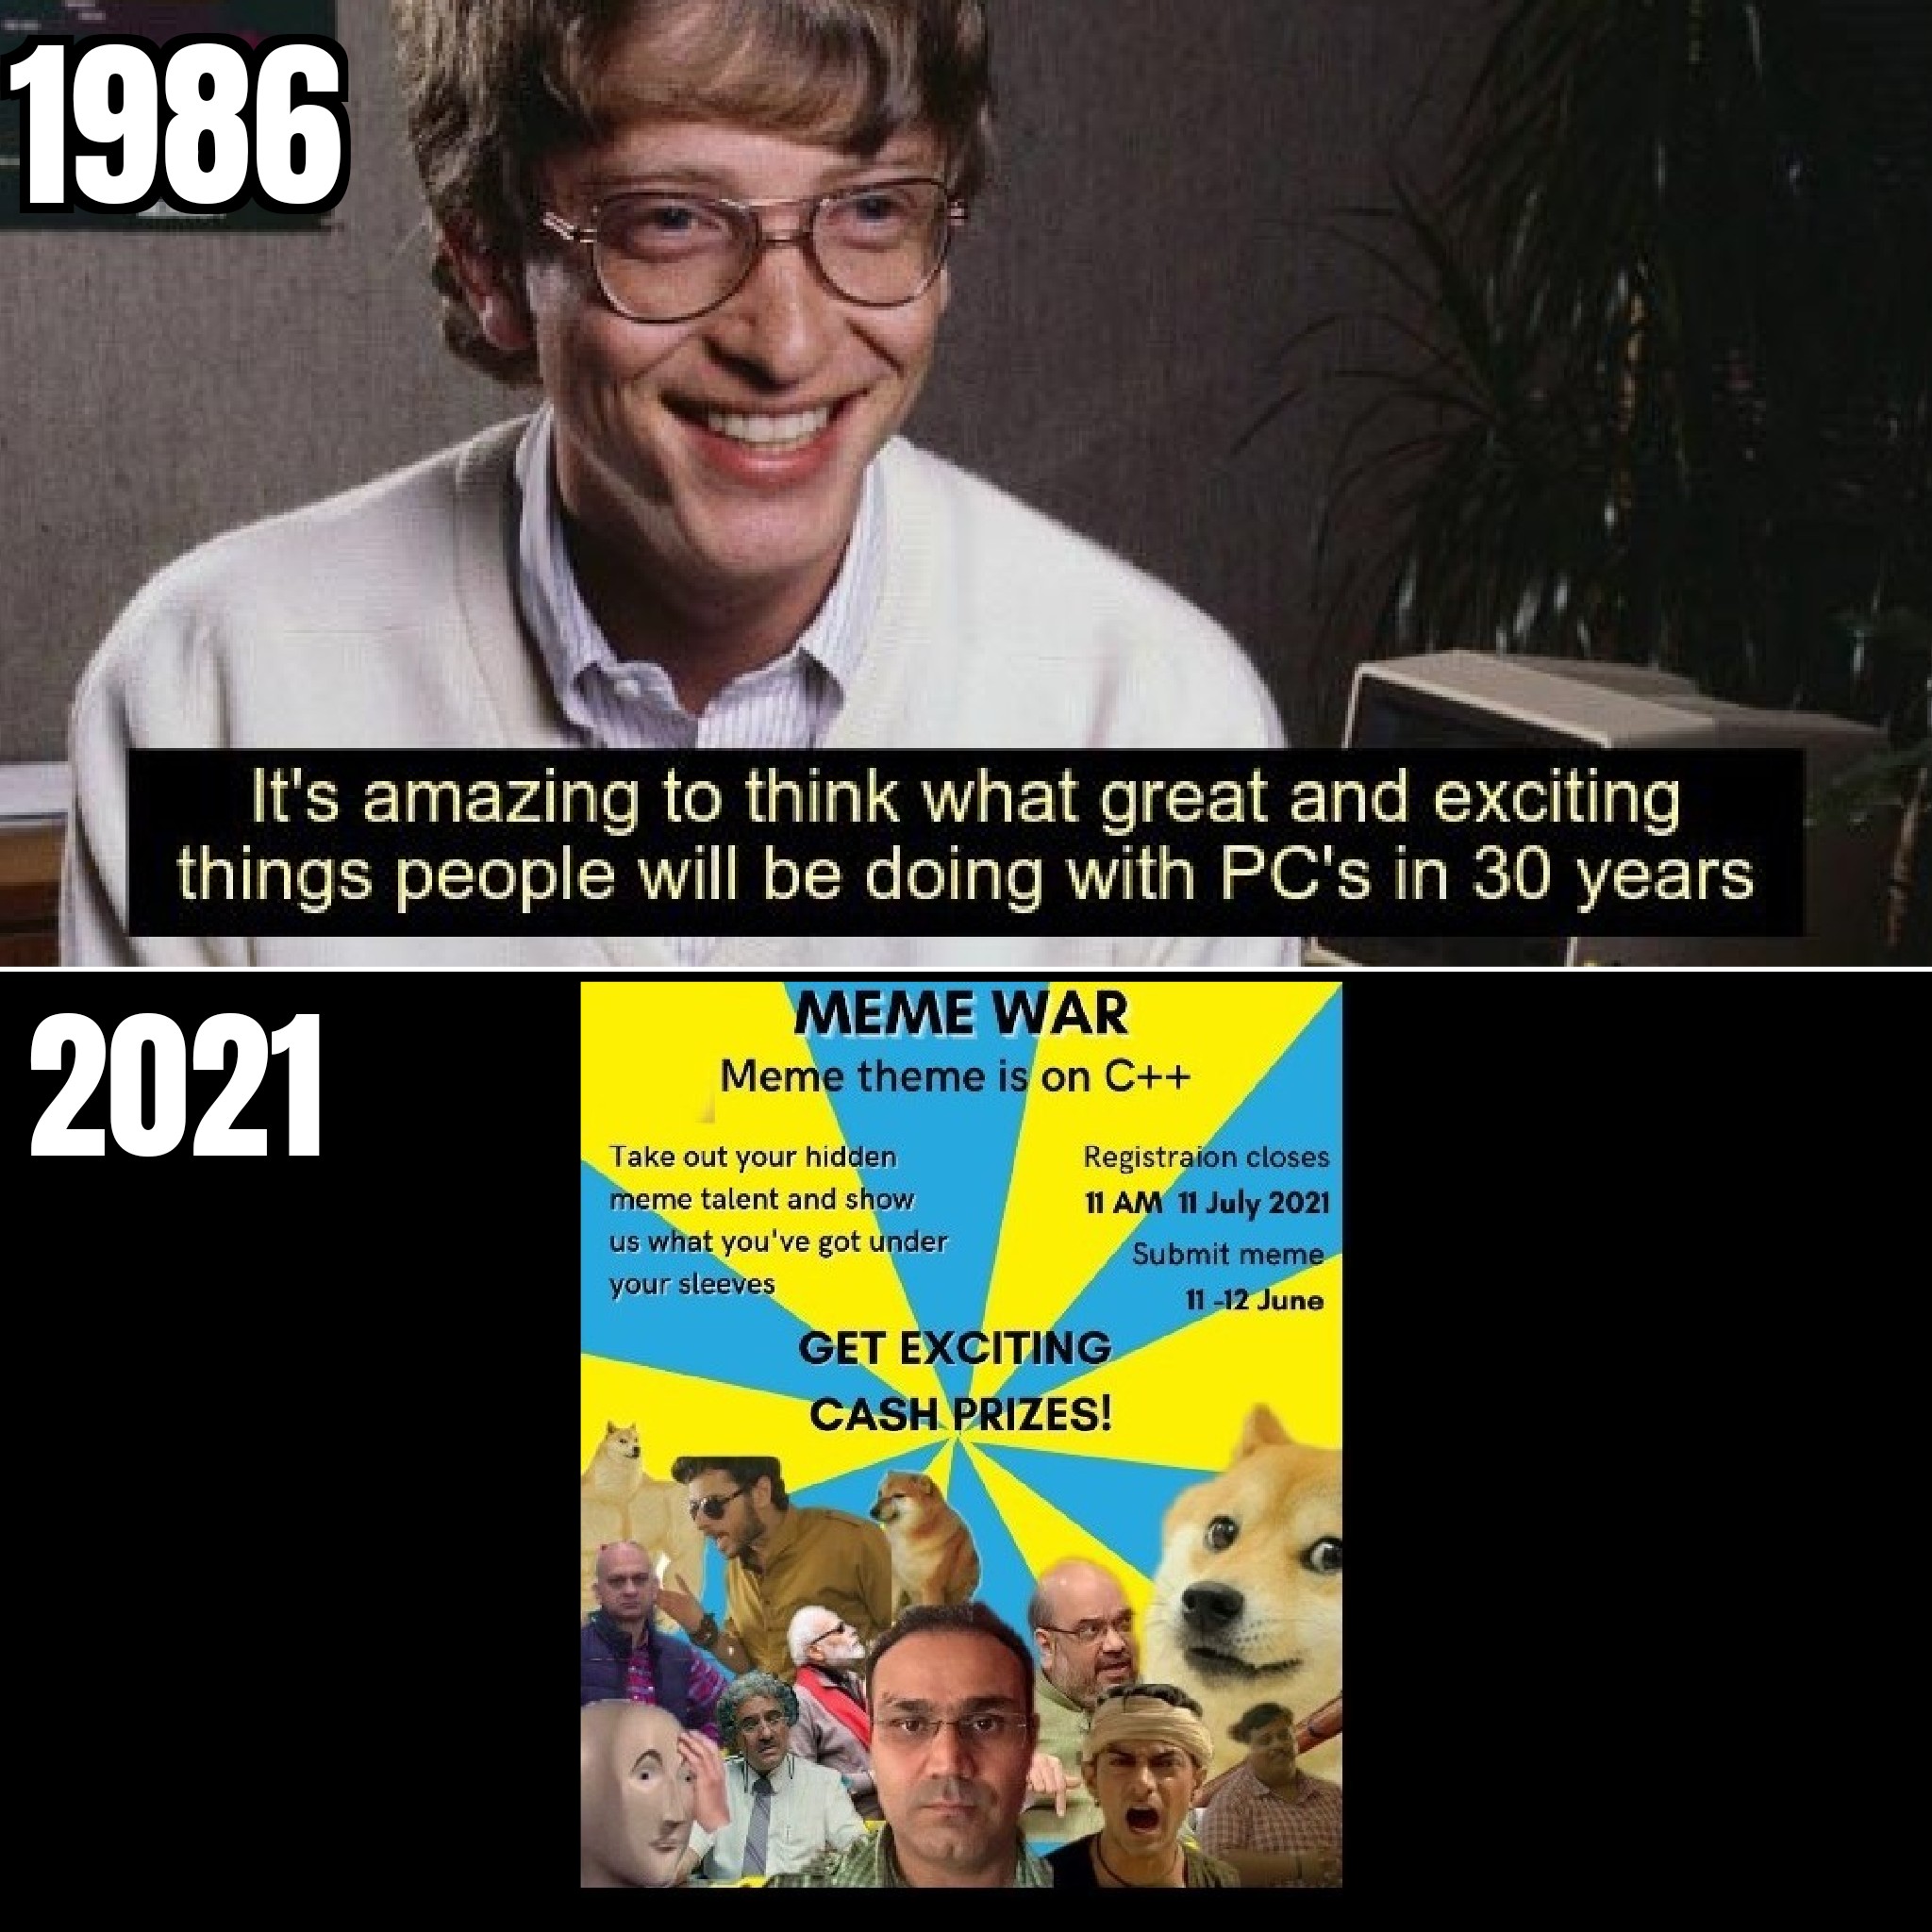 1986
It's amazing to think what great and exciting
things people will be doing with PC's in 30 years
2021
MEME WAR
Meme theme is on C++
Take out your hidden
meme talent and show
us what you've got under
your sleeves
Registraion closes
11 AM 11 July 2021
Submit meme
11 -12 June
GET EXCITING
CASH PRIZES!